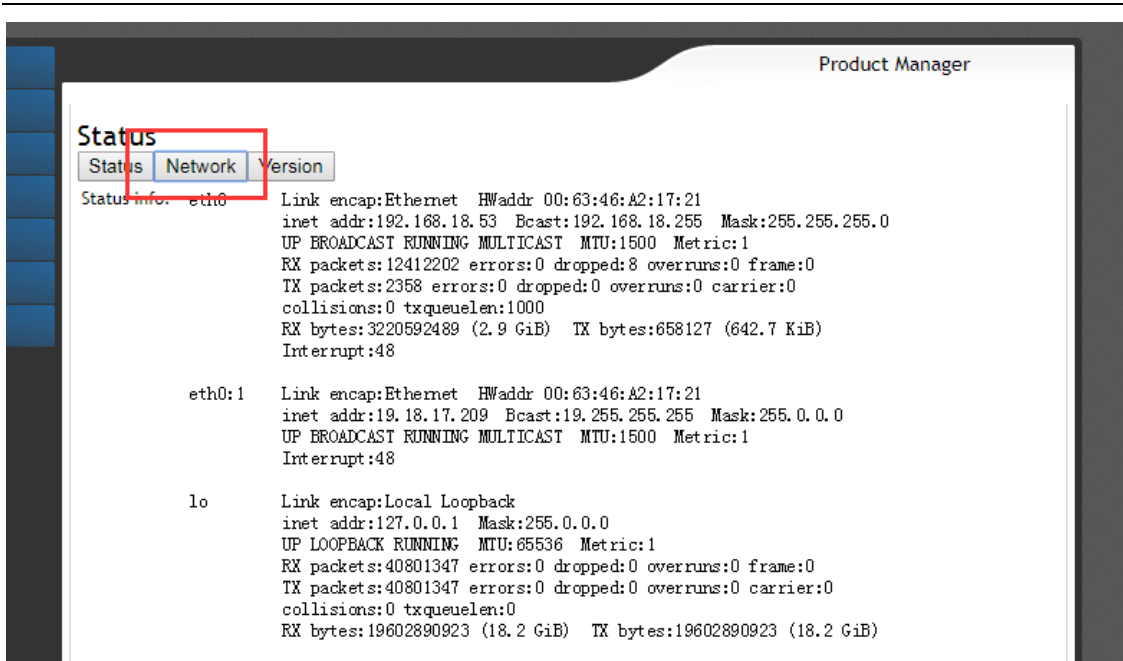 Product Manager
Status
Status Network Version
Status info: eth0 Link encap:Ethernet HWaddr 00:63:46:A2:17:21
inet addr:192.168.18.53 Bcast:192.168.18.255 Mask:255.255.255.0
UP BROADCAST RUNNING MULTICAST MTU:1500 Metric:1
RX packets:12412202 errors:0 dropped:8 overruns:0 frame:0
TX packets:2358 errors:0 dropped:0 overruns:0 carrier:0
collisions:0 txqueuelen:1000
RX bytes:3220592489 (2.9 GiB) TX bytes:658127 (642.7 KiB)
Interrupt:48
eth0:1 Link encap:Ethernet HWaddr 00:63:46:A2:17:21
inet addr:19.18.17.209 Bcast:19.255.255.255 Mask:255.0.0.0
UP BROADCAST RUNNING MULTICAST MTU:1500 Metric:1
Interrupt:48
lo Link encap:Local Loopback
inet addr:127.0.0.1 Mask:255.0.0.0
UP LOOPBACK RUNNING MTU:65536 Metric:1
RX packets:40801347 errors:0 dropped:0 overruns:0 frame:0
TX packets:40801347 errors:0 dropped:0 overruns:0 carrier:0
collisions:0 txqueuelen:0
RX bytes:19602890923 (18.2 GiB) TX bytes:19602890923 (18.2 GiB)